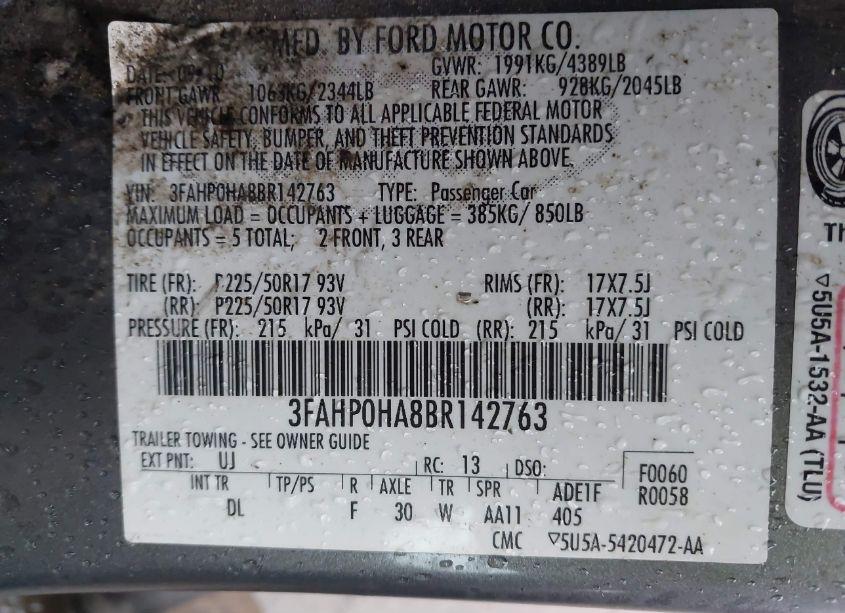 MFD. BY FORD MOTOR CO.
DATE: 09/10 GVWR: 1991KG/4389LB
FRONT GAWR: 1063KG/2344LB REAR GAWR: 928KG/2045LB
THIS VEHICLE CONFORMS TO ALL APPLICABLE FEDERAL MOTOR
VEHICLE SAFETY, BUMPER, AND THEFT PREVENTION STANDARDS
IN EFFECT ON THE DATE OF MANUFACTURE SHOWN ABOVE.
VIN: 3FAHP0HA8BR142763 TYPE: Passenger Car
MAXIMUM LOAD = OCCUPANTS + LUGGAGE = 385KG/ 850LB
OCCUPANTS = 5 TOTAL; 2 FRONT, 3 REAR
TIRE (FR): P225/50R17 93V RIMS (FR): 17X7.5J
(RR): P225/50R17 93V (RR): 17X7.5J
PRESSURE (FR): 215 kPa/ 31 PSI COLD (RR): 215 kPa/ 31 PSI COLD
3FAHP0HA8BR142763
TRAILER TOWING - SEE OWNER GUIDE
EXT PNT: UJ RC: 13 DSO: F0060
R0058
INT TR TP/PS R AXLE TR SPR ADE1F
DL F 30 W AA11 405
CMC ▽5U5A-5420472-AA
▽5U5A-1532-AA (TLU)